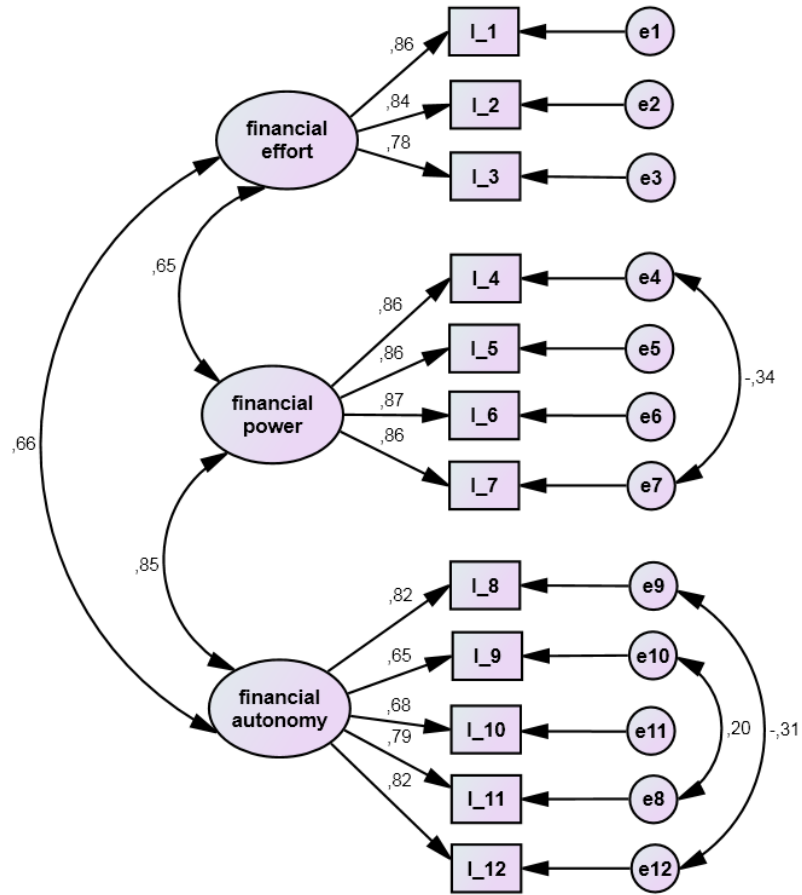 ,86
I_1
e1
,84
I_2
e2
financial
effort
,78
I_3
e3
,65
,86
I_4
e4
,86
I_5
e5
-,34
financial
power
,87
I_6
e6
,86
I_7
e7
,66
,85
,82
I_8
e9
,65
I_9
e10
financial
autonomy
,68
I_10
e11
,20
-,31
,79
I_11
e8
,82
I_12
e12